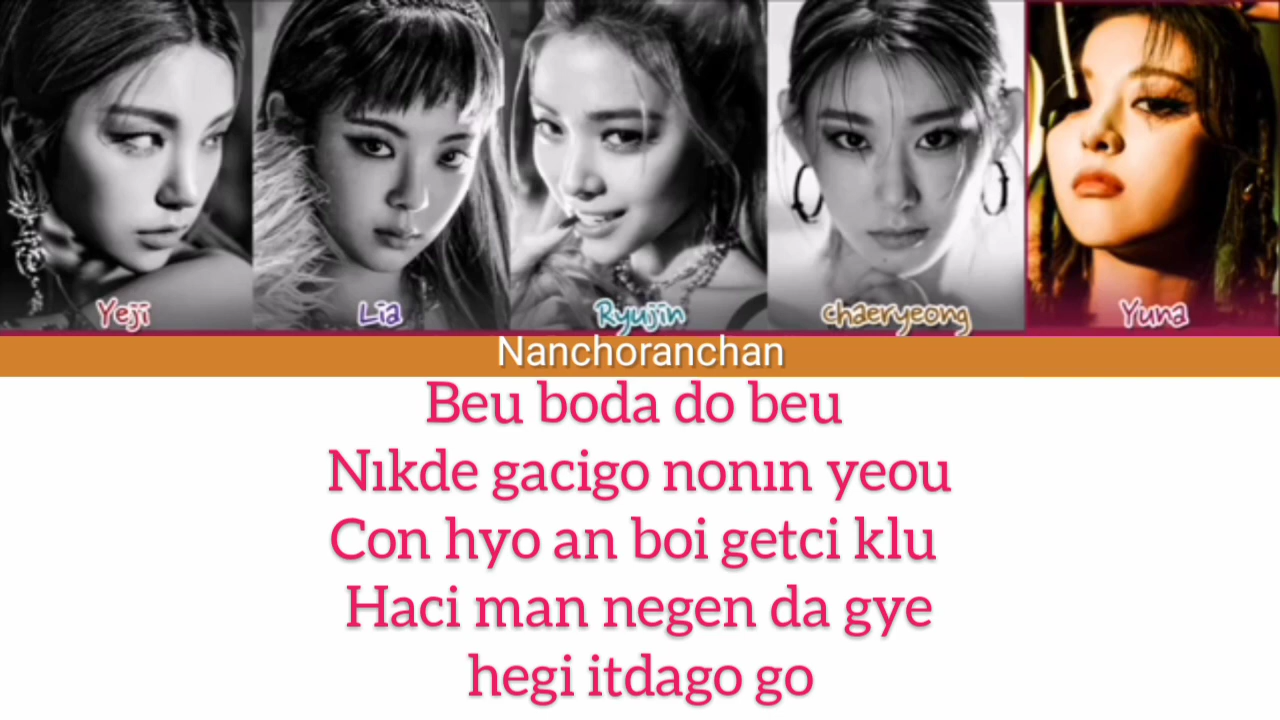 Yeji Lia Ryujin chaeryeong Yuna
Nanchoranchan
Beu boda do beu
Nıkde gacigo nonın yeou
Con hyo an boi getci klu
Haci man negen da gye
hegi itdago go